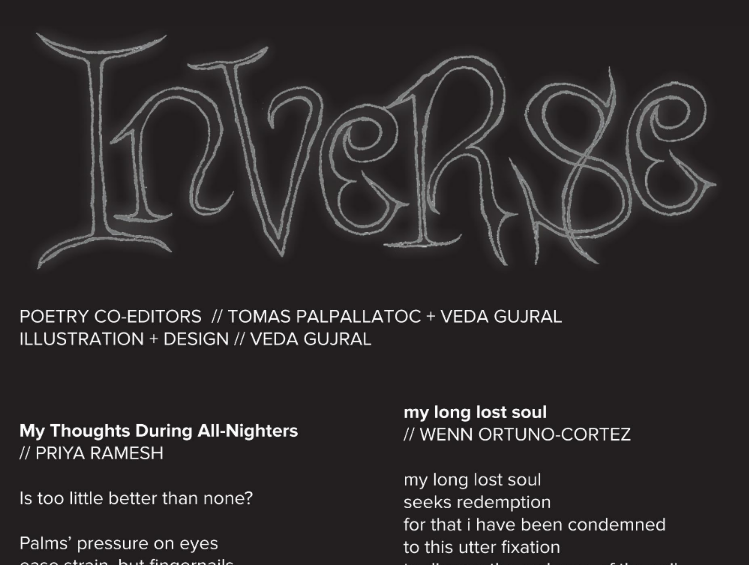 InVeRSe
POETRY CO-EDITORS // TOMAS PALPALLATOC + VEDA GUJRAL
ILLUSTRATION + DESIGN // VEDA GUJRAL
My Thoughts During All-Nighters
// PRIYA RAMESH
Is too little better than none?
Palms’ pressure on eyes
ease strain, but fingernails
my long lost soul
// WENN ORTUNO-CORTEZ
my long lost soul
seeks redemption
for that i have been condemned
to this utter fixation